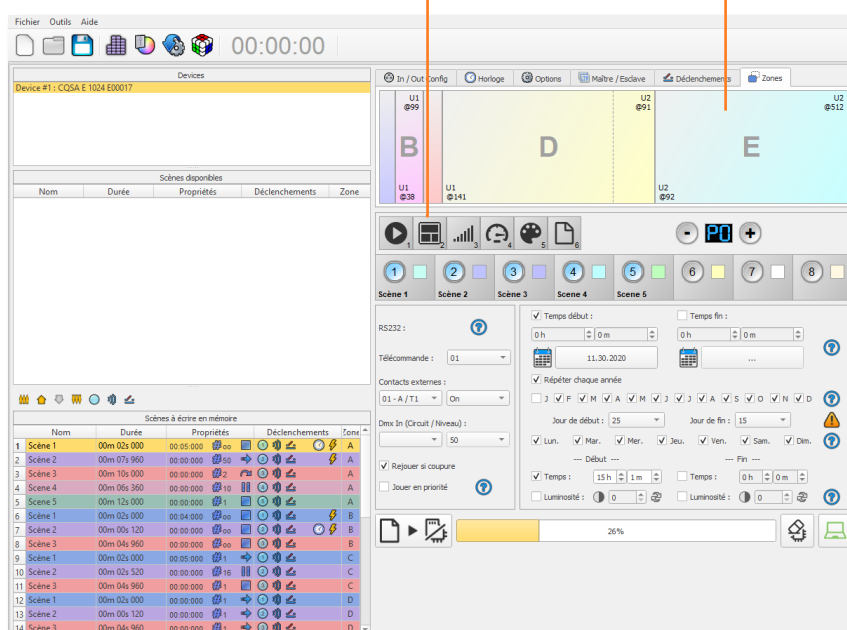 Fichier Outils Aide
00:00:00
Devices
Device #1 : CQSA E 1024 E00017
Scènes disponibles
Nom Durée Propriétés Déclenchements Zone
Scènes à écrire en mémoire
Nom Durée Propriétés Déclenchements Zone
1 Scène 1 00m 02s 000 00:05:000 oo A
2 Scène 2 00m 07s 960 00:00:000 50 A
3 Scène 3 00m 10s 000 00:00:000 2 A
4 Scène 4 00m 06s 360 00:00:000 10 A
5 Scene 5 00m 12s 000 00:00:000 1 A
6 Scène 1 00m 02s 000 00:04:000 oo B
7 Scène 2 00m 00s 120 00:00:000 oo B
8 Scène 3 00m 04s 960 00:00:000 oo B
9 Scène 1 00m 02s 000 00:05:000 1 C
10 Scène 2 00m 02s 520 00:00:000 16 C
11 Scène 3 00m 04s 960 00:00:000 1 C
12 Scène 1 00m 02s 000 00:00:000 1 D
13 Scène 2 00m 00s 120 00:00:000 1 D
14 Scène 3 00m 04s 960 00:00:000 1 D
In / Out Config Horloge Options Maître / Esclave Déclenchements Zones
U1 @99 U2 @91 U2 @512
B D E
U1 @38 U1 @141 U2 @92
1 2 3 4 5 6 - P0 +
1 2 3 4 5 6 7 8
Scène 1 Scène 2 Scène 3 Scene 4 Scene 5
RS232 :
Télécommande : 01
Contacts externes :
01 - A / T1 On
Dmx In (Circuit / Niveau) :
50
Rejouer si coupure
Jouer en priorité
Temps début : Temps fin :
0 h 0 m 0 h 0 m
11.30.2020 ...
Répéter chaque année
J F M A M J J A S O N D
Jour de début : 25 Jour de fin : 15
Lun. Mar. Mer. Jeu. Ven. Sam. Dim.
--- Début --- --- Fin ---
Temps : 15 h 1 m Temps : 0 h 0 m
Luminosité : 0 Luminosité : 0
26%